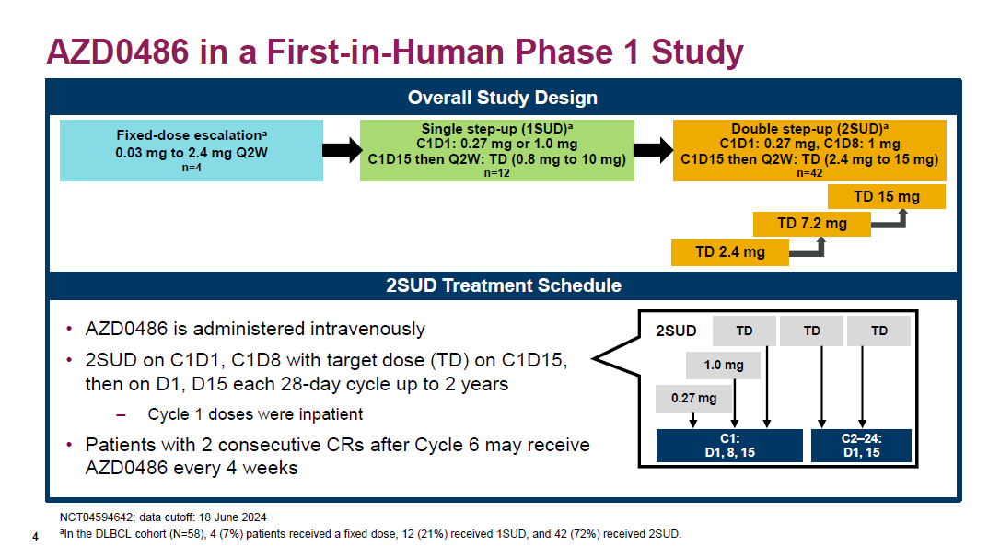 AZD0486 in a First-in-Human Phase 1 Study
Overall Study Design
Fixed-dose escalationᵃ
0.03 mg to 2.4 mg Q2W
n=4
Single step-up (1SUD)ᵃ
C1D1: 0.27 mg or 1.0 mg
C1D15 then Q2W: TD (0.8 mg to 10 mg)
n=12
Double step-up (2SUD)ᵃ
C1D1: 0.27 mg, C1D8: 1 mg
C1D15 then Q2W: TD (2.4 mg to 15 mg)
n=42
TD 15 mg
TD 7.2 mg
TD 2.4 mg
2SUD Treatment Schedule
• AZD0486 is administered intravenously
• 2SUD on C1D1, C1D8 with target dose (TD) on C1D15,
then on D1, D15 each 28-day cycle up to 2 years
– Cycle 1 doses were inpatient
• Patients with 2 consecutive CRs after Cycle 6 may receive
AZD0486 every 4 weeks
2SUD
TD
TD
TD
1.0 mg
0.27 mg
C1:
D1, 8, 15
C2–24:
D1, 15
NCT04594642; data cutoff: 18 June 2024
ᵃIn the DLBCL cohort (N=58), 4 (7%) patients received a fixed dose, 12 (21%) received 1SUD, and 42 (72%) received 2SUD.
4